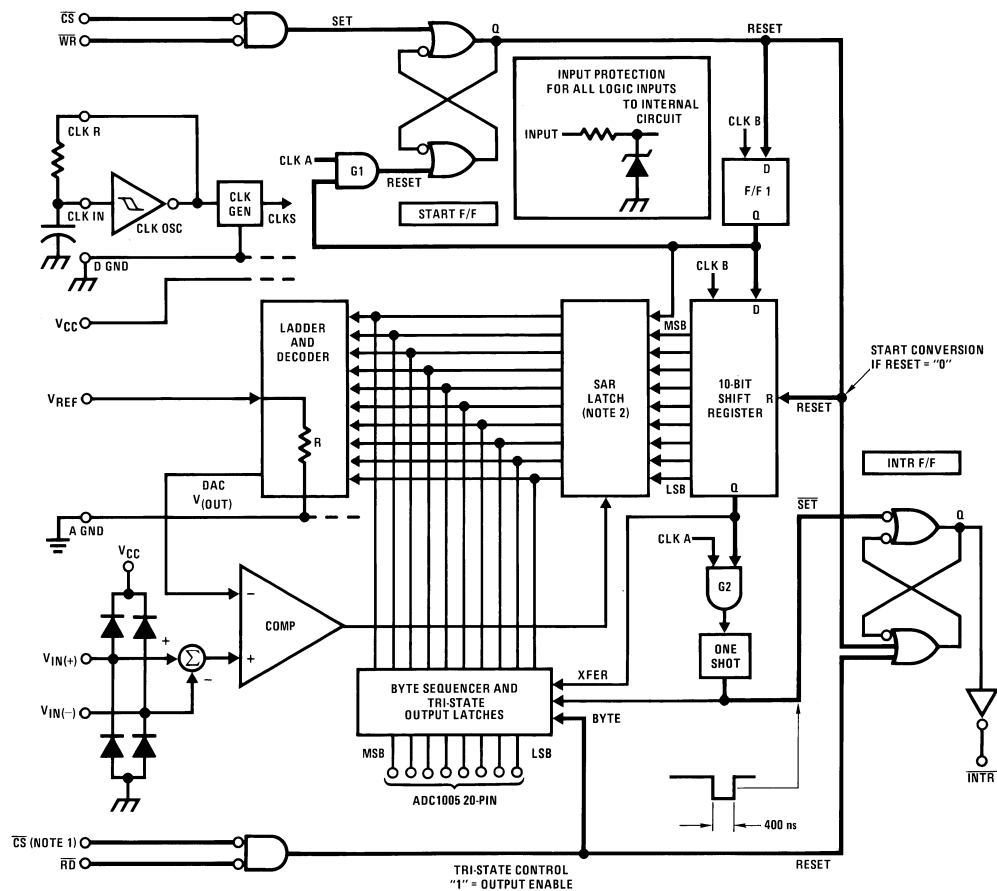 CS
WR
SET
Q
RESET
INPUT PROTECTION
FOR ALL LOGIC INPUTS
TO INTERNAL
CIRCUIT
INPUT
CLK R
CLK IN
CLK OSC
CLK
GEN
CLKS
CLK A
G1
RESET
START F/F
CLK B
D
F/F 1
Q
D GND
VCC
CLK B
LADDER
AND
DECODER
VREF
R
DAC
V(OUT)
A GND
MSB
SAR
LATCH
(NOTE 2)
LSB
D
10-BIT
SHIFT
REGISTER
R
Q
RESET
START CONVERSION
IF RESET = "0"
INTR F/F
SET
Q
VCC
VIN(+)
VIN(−)
+
Σ
−
−
+
COMP
CLK A
G2
ONE
SHOT
XFER
BYTE
BYTE SEQUENCER AND
TRI-STATE
OUTPUT LATCHES
MSB
LSB
ADC1005 20-PIN
400 ns
INTR
CS (NOTE 1)
RD
TRI-STATE CONTROL
"1" = OUTPUT ENABLE
RESET